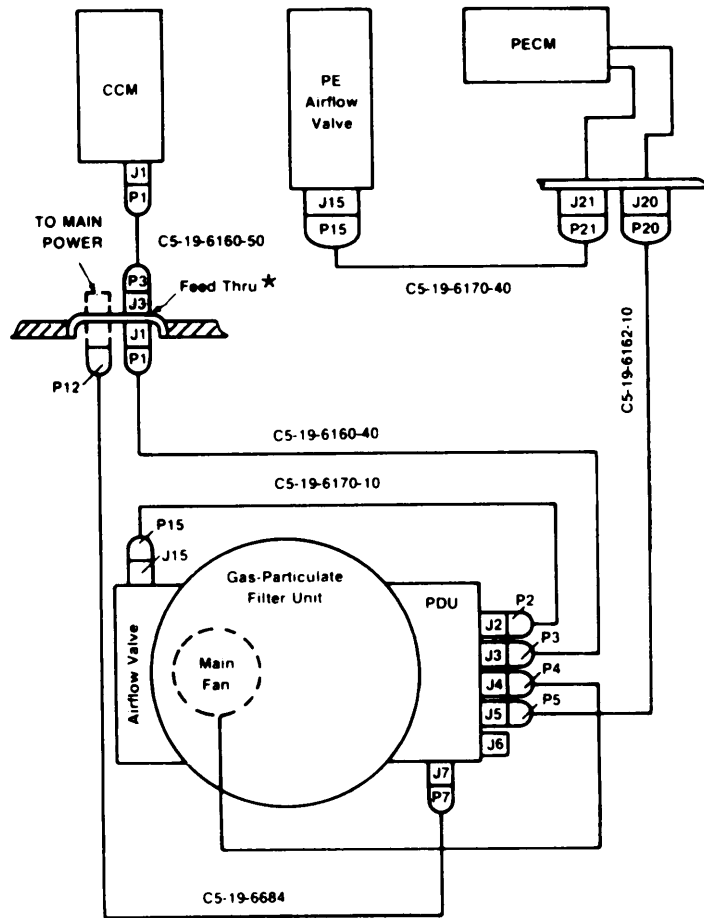 CCM
PE
Airflow
Valve
PECM
J1
P1
J15
P15
J21
P21
J20
P20
TO MAIN
POWER
C5-19-6160-50
C5-19-6170-40
P3
J3
Feed Thru ★
J1
P1
P12
C5-19-6162-10
C5-19-6160-40
C5-19-6170-10
P15
J15
Gas-Particulate
Filter Unit
PDU
Airflow Valve
Main
Fan
J2
P2
J3
P3
J4
P4
J5
P5
J6
J7
P7
C5-19-6684